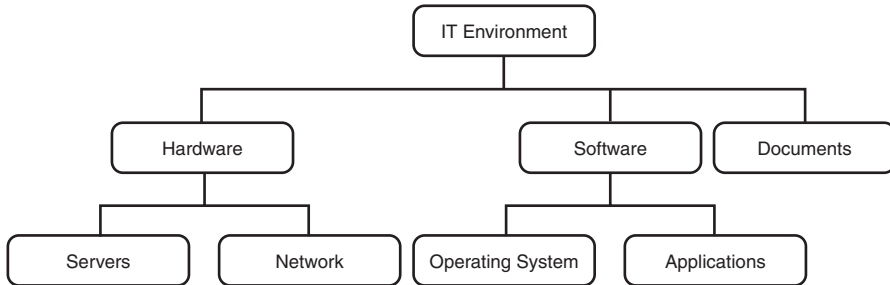 IT Environment
Hardware
Software
Documents
Servers
Network
Operating System
Applications